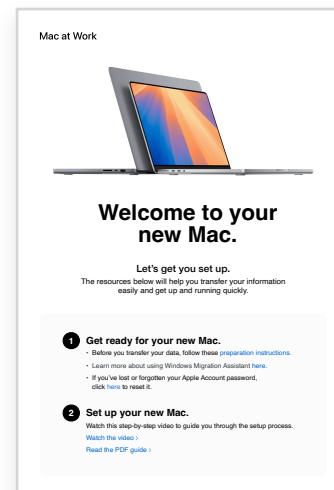 Mac at Work
Welcome to your
new Mac.
Let's get you set up.
The resources below will help you transfer your information
easily and get up and running quickly.
1 Get ready for your new Mac.
• Before you transfer your data, follow these preparation instructions.
• Learn more about using Windows Migration Assistant here.
• If you've lost or forgotten your Apple Account password,
click here to reset it.
2 Set up your new Mac.
Watch this step-by-step video to guide you through the setup process.
Watch the video >
Read the PDF guide >